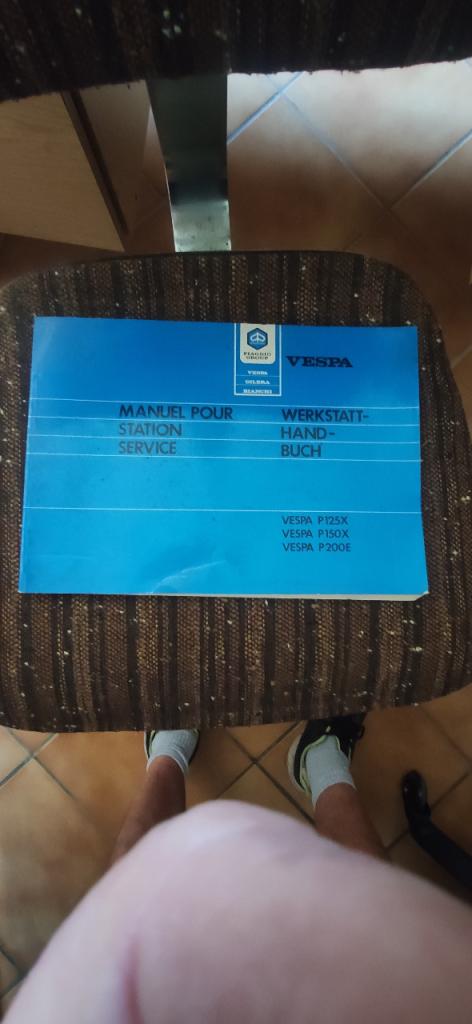 PIAGGIO
GROUP
VESPA
GILERA
BIANCHI
VESPA
MANUEL POUR
STATION
SERVICE
WERKSTATT-
HAND-
BUCH
VESPA P125X
VESPA P150X
VESPA P200E